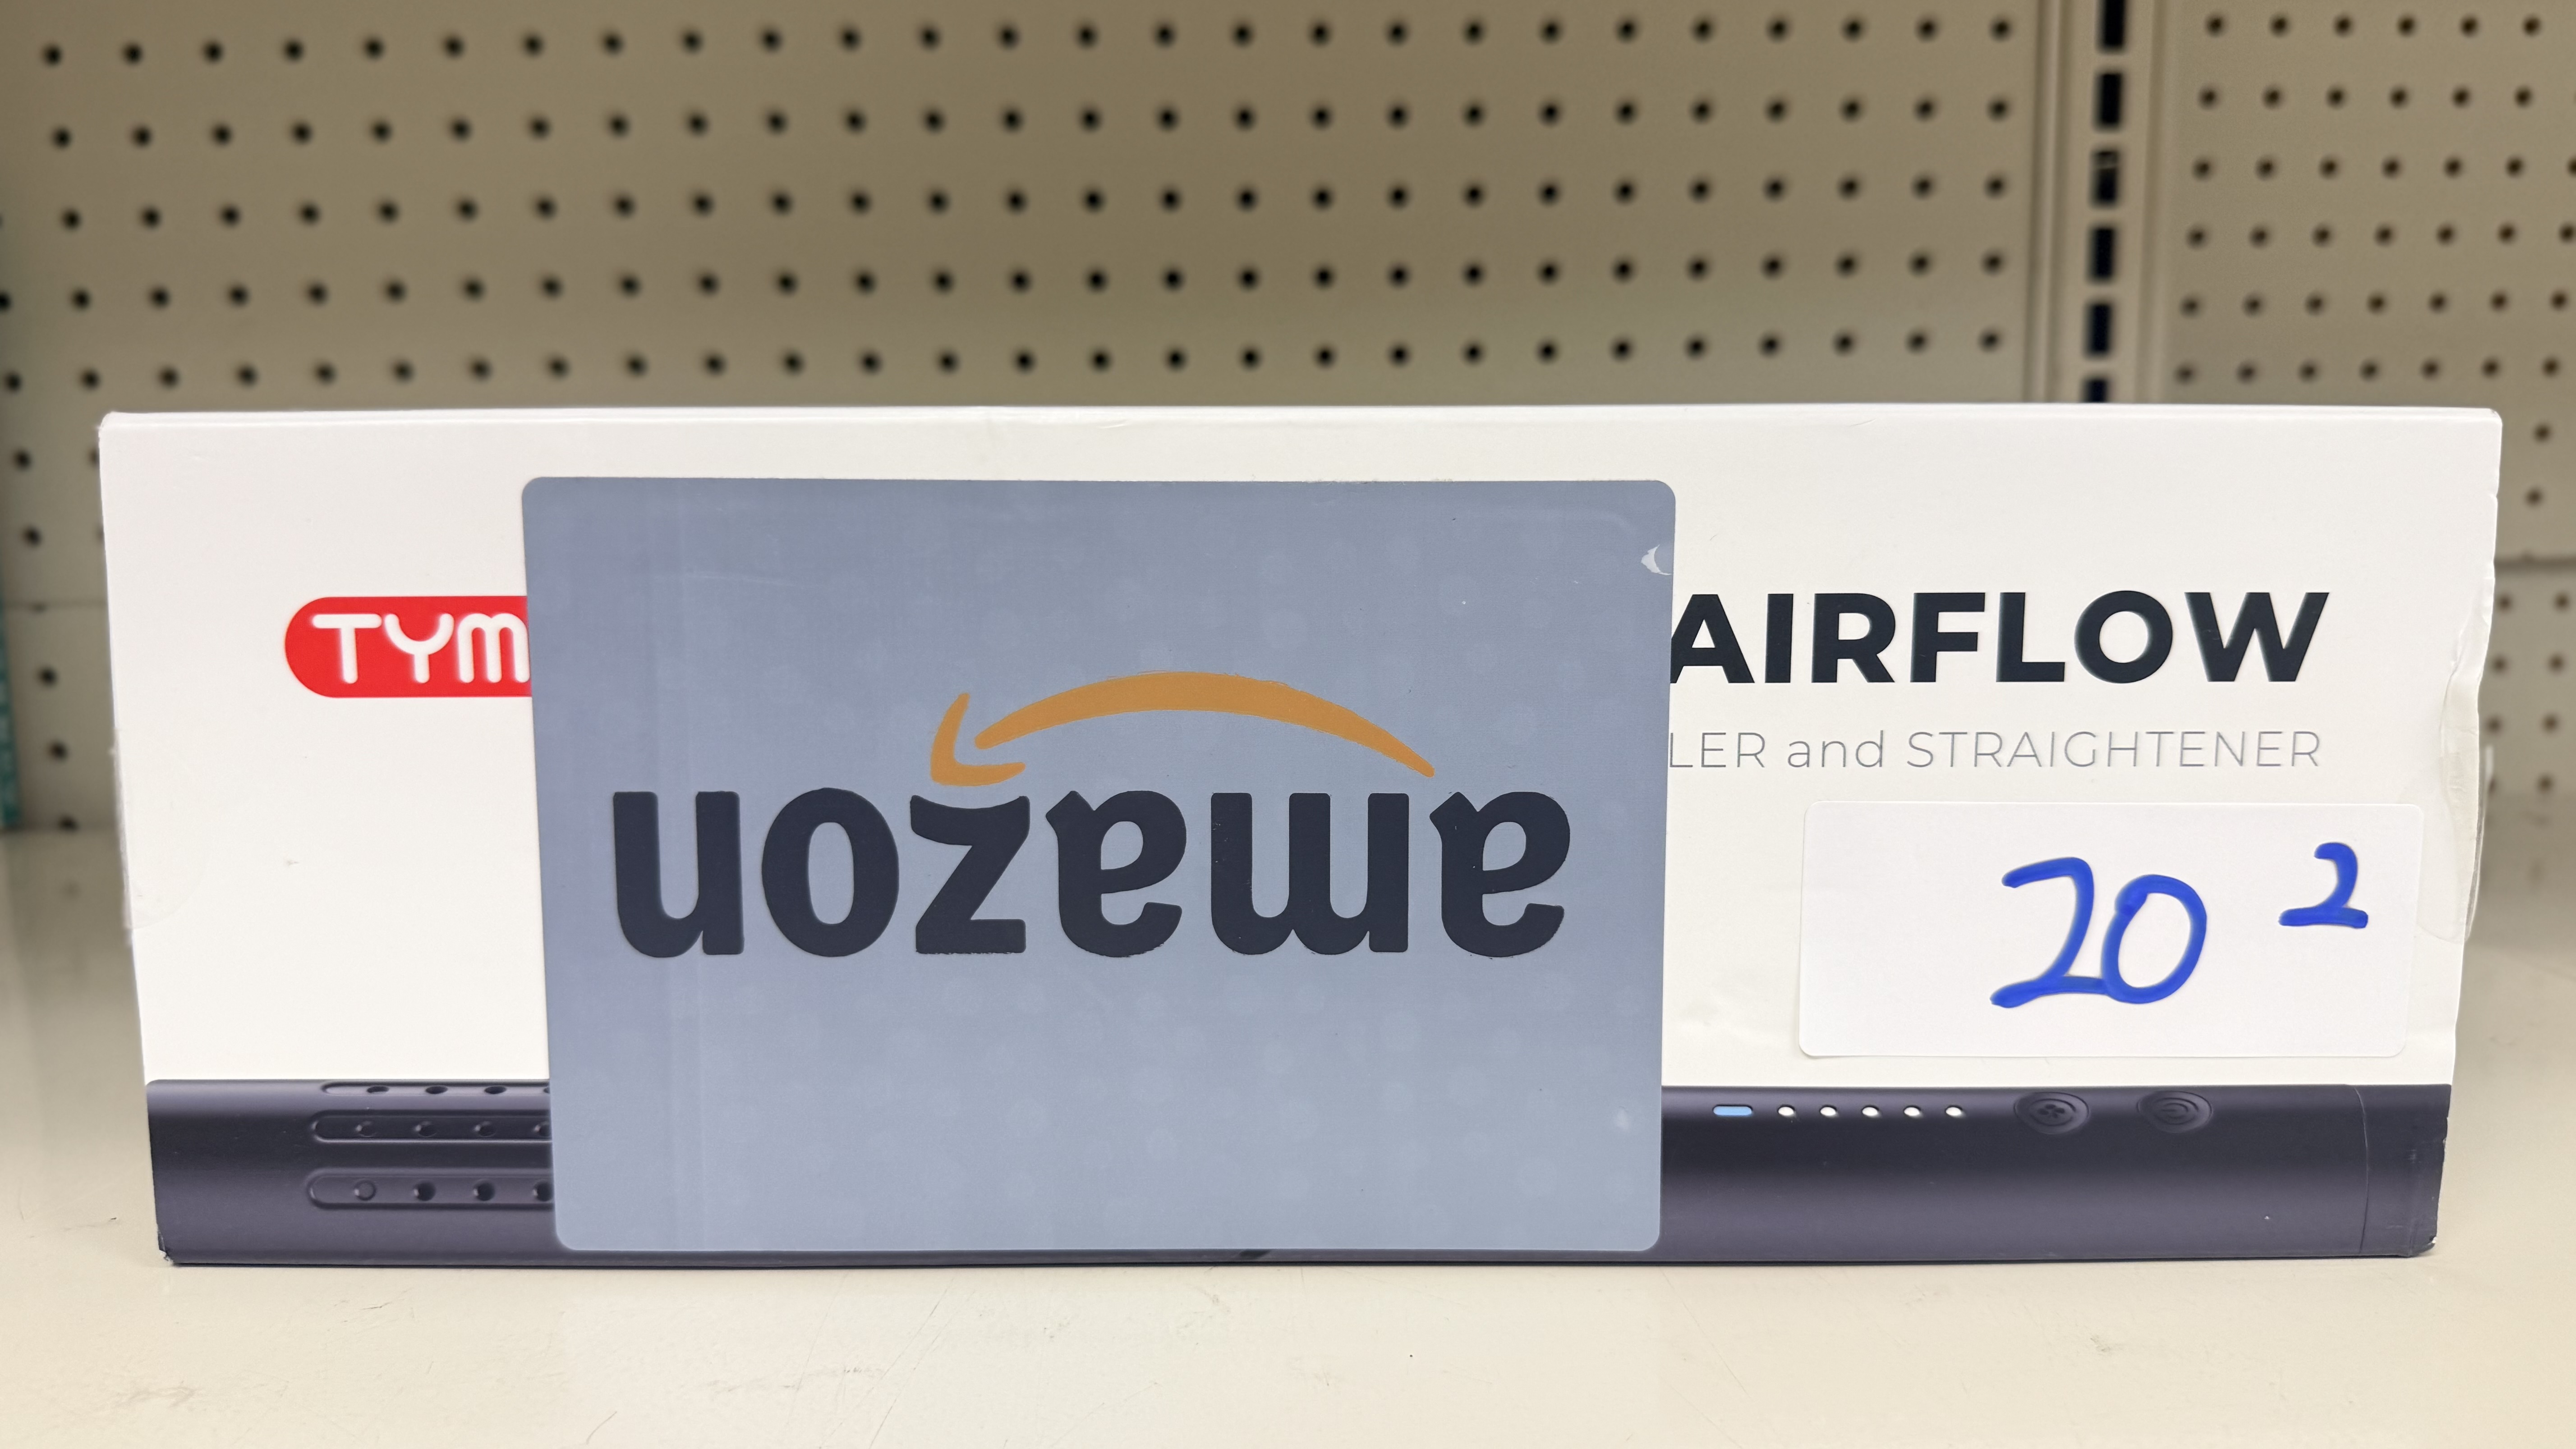 TYM
AIRFLOW
LER and STRAIGHTENER
amazon
20 2